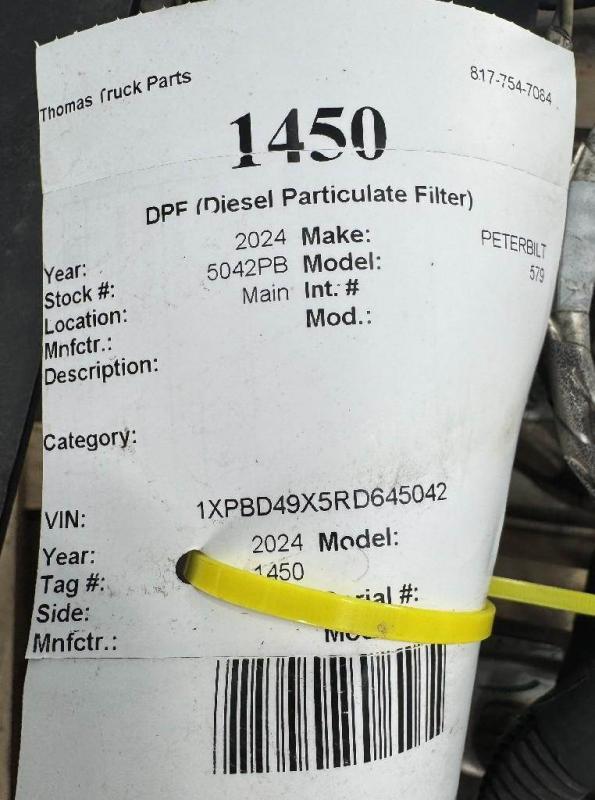 Thomas Truck Parts 817-754-7084
1450
DPF (Diesel Particulate Filter)
Year: 2024 Make: PETERBILT
Stock #: 5042PB Model: 579
Location: Main Int. #
Mnfctr.: Mod.:
Description:
Category:
VIN: 1XPBD49X5RD645042
Year: 2024 Model:
Tag #: 1450
Side: #:
Mnfctr.: